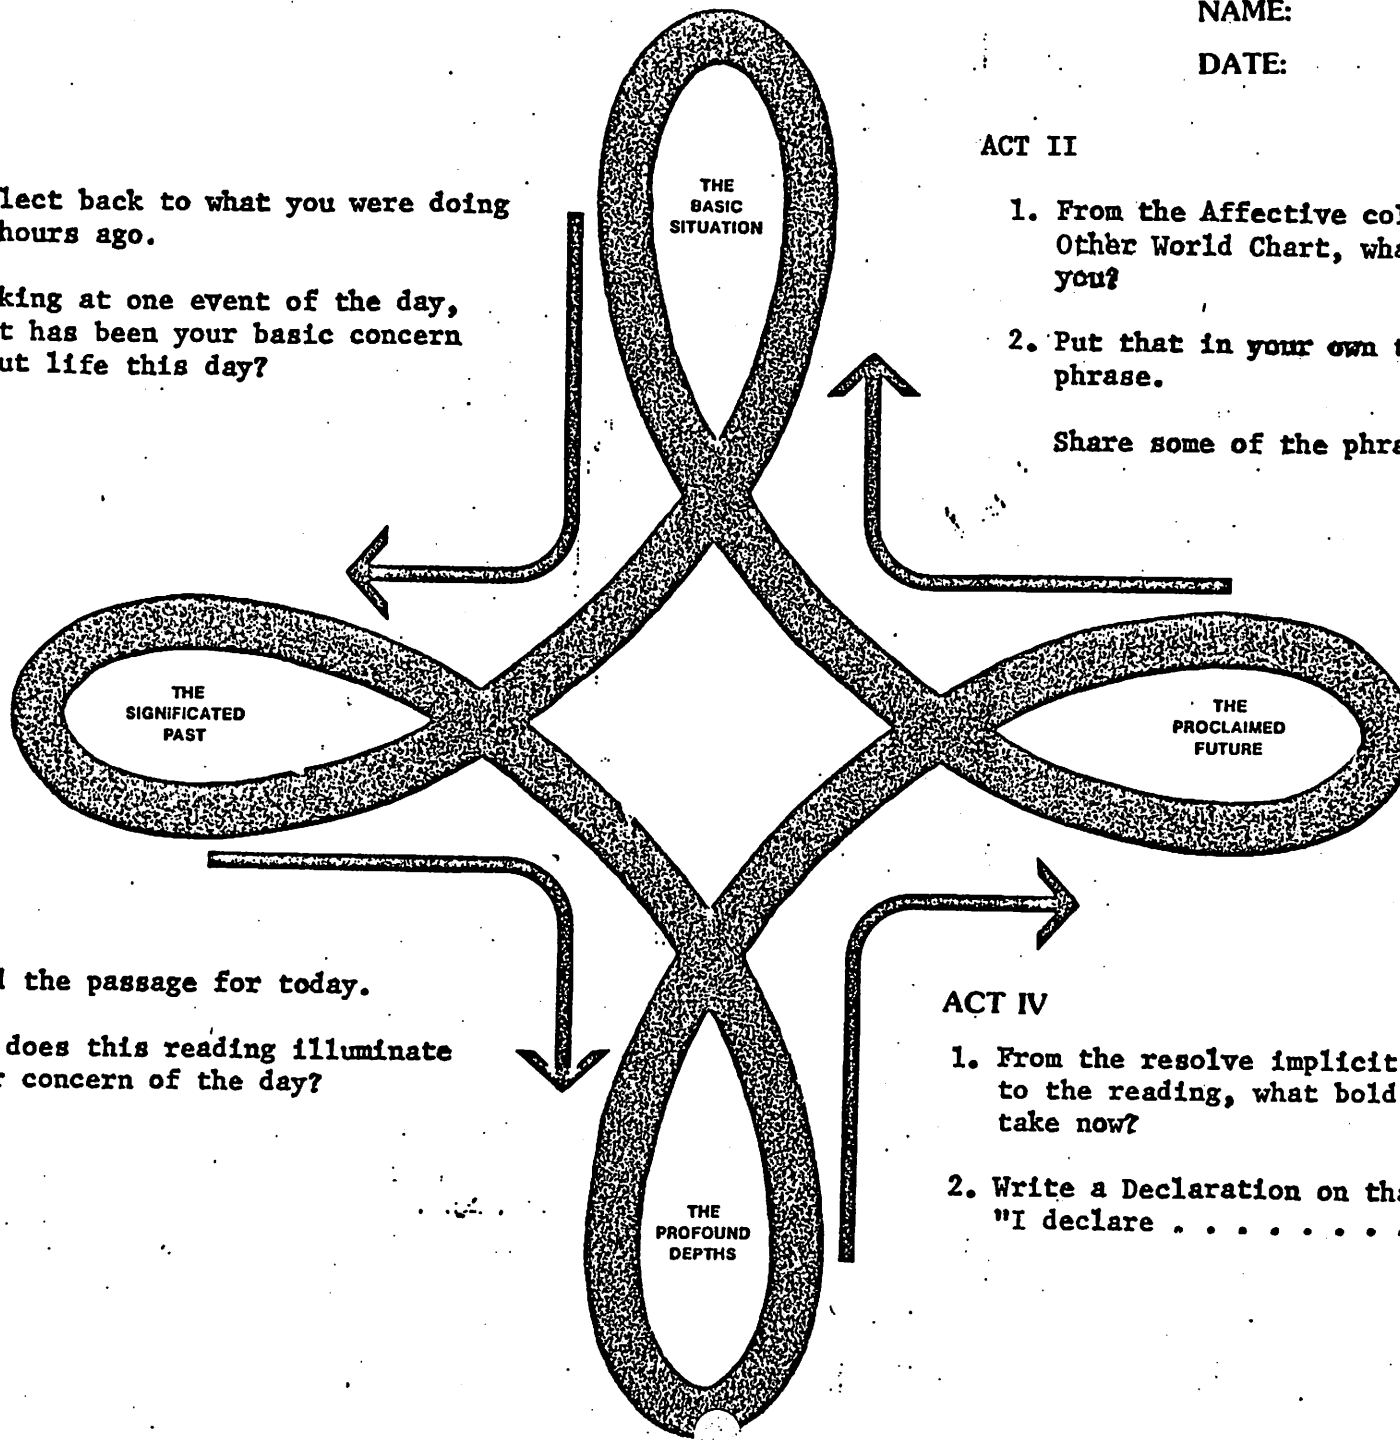 NAME:
DATE:
THE
BASIC
SITUATION
lect back to what you were doing
hours ago.
king at one event of the day,
t has been your basic concern
ut life this day?
ACT II
1. From the Affective
Other World Chart,
you?
2. Put that in your own
phrase.
Share some of the
THE
SIGNIFICATED
PAST
THE
PROCLAIMED
FUTURE
the passage for today.
does this reading illuminate
concern of the day?
ACT IV
1. From the resolve implicit
to the reading, what bold
take now?
2. Write a Declaration on
"I declare . . . . . . . .
THE
PROFOUND
DEPTHS